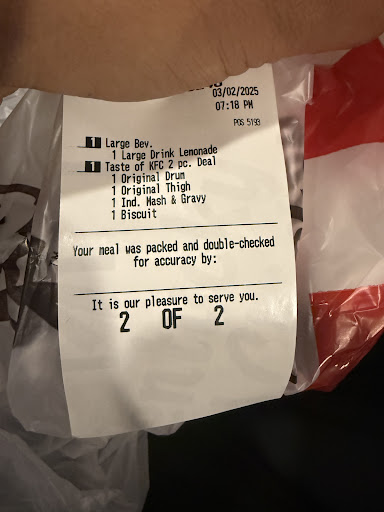 03/02/2025
07:18 PM
POS 5193
1 Large Bev.
1 Large Drink Lemonade
1 Taste of KFC 2 pc. Deal
1 Original Drum
1 Original Thigh
1 Ind. Mash & Gravy
1 Biscuit
Your meal was packed and double-checked
for accuracy by:
It is our pleasure to serve you.
2 OF 2